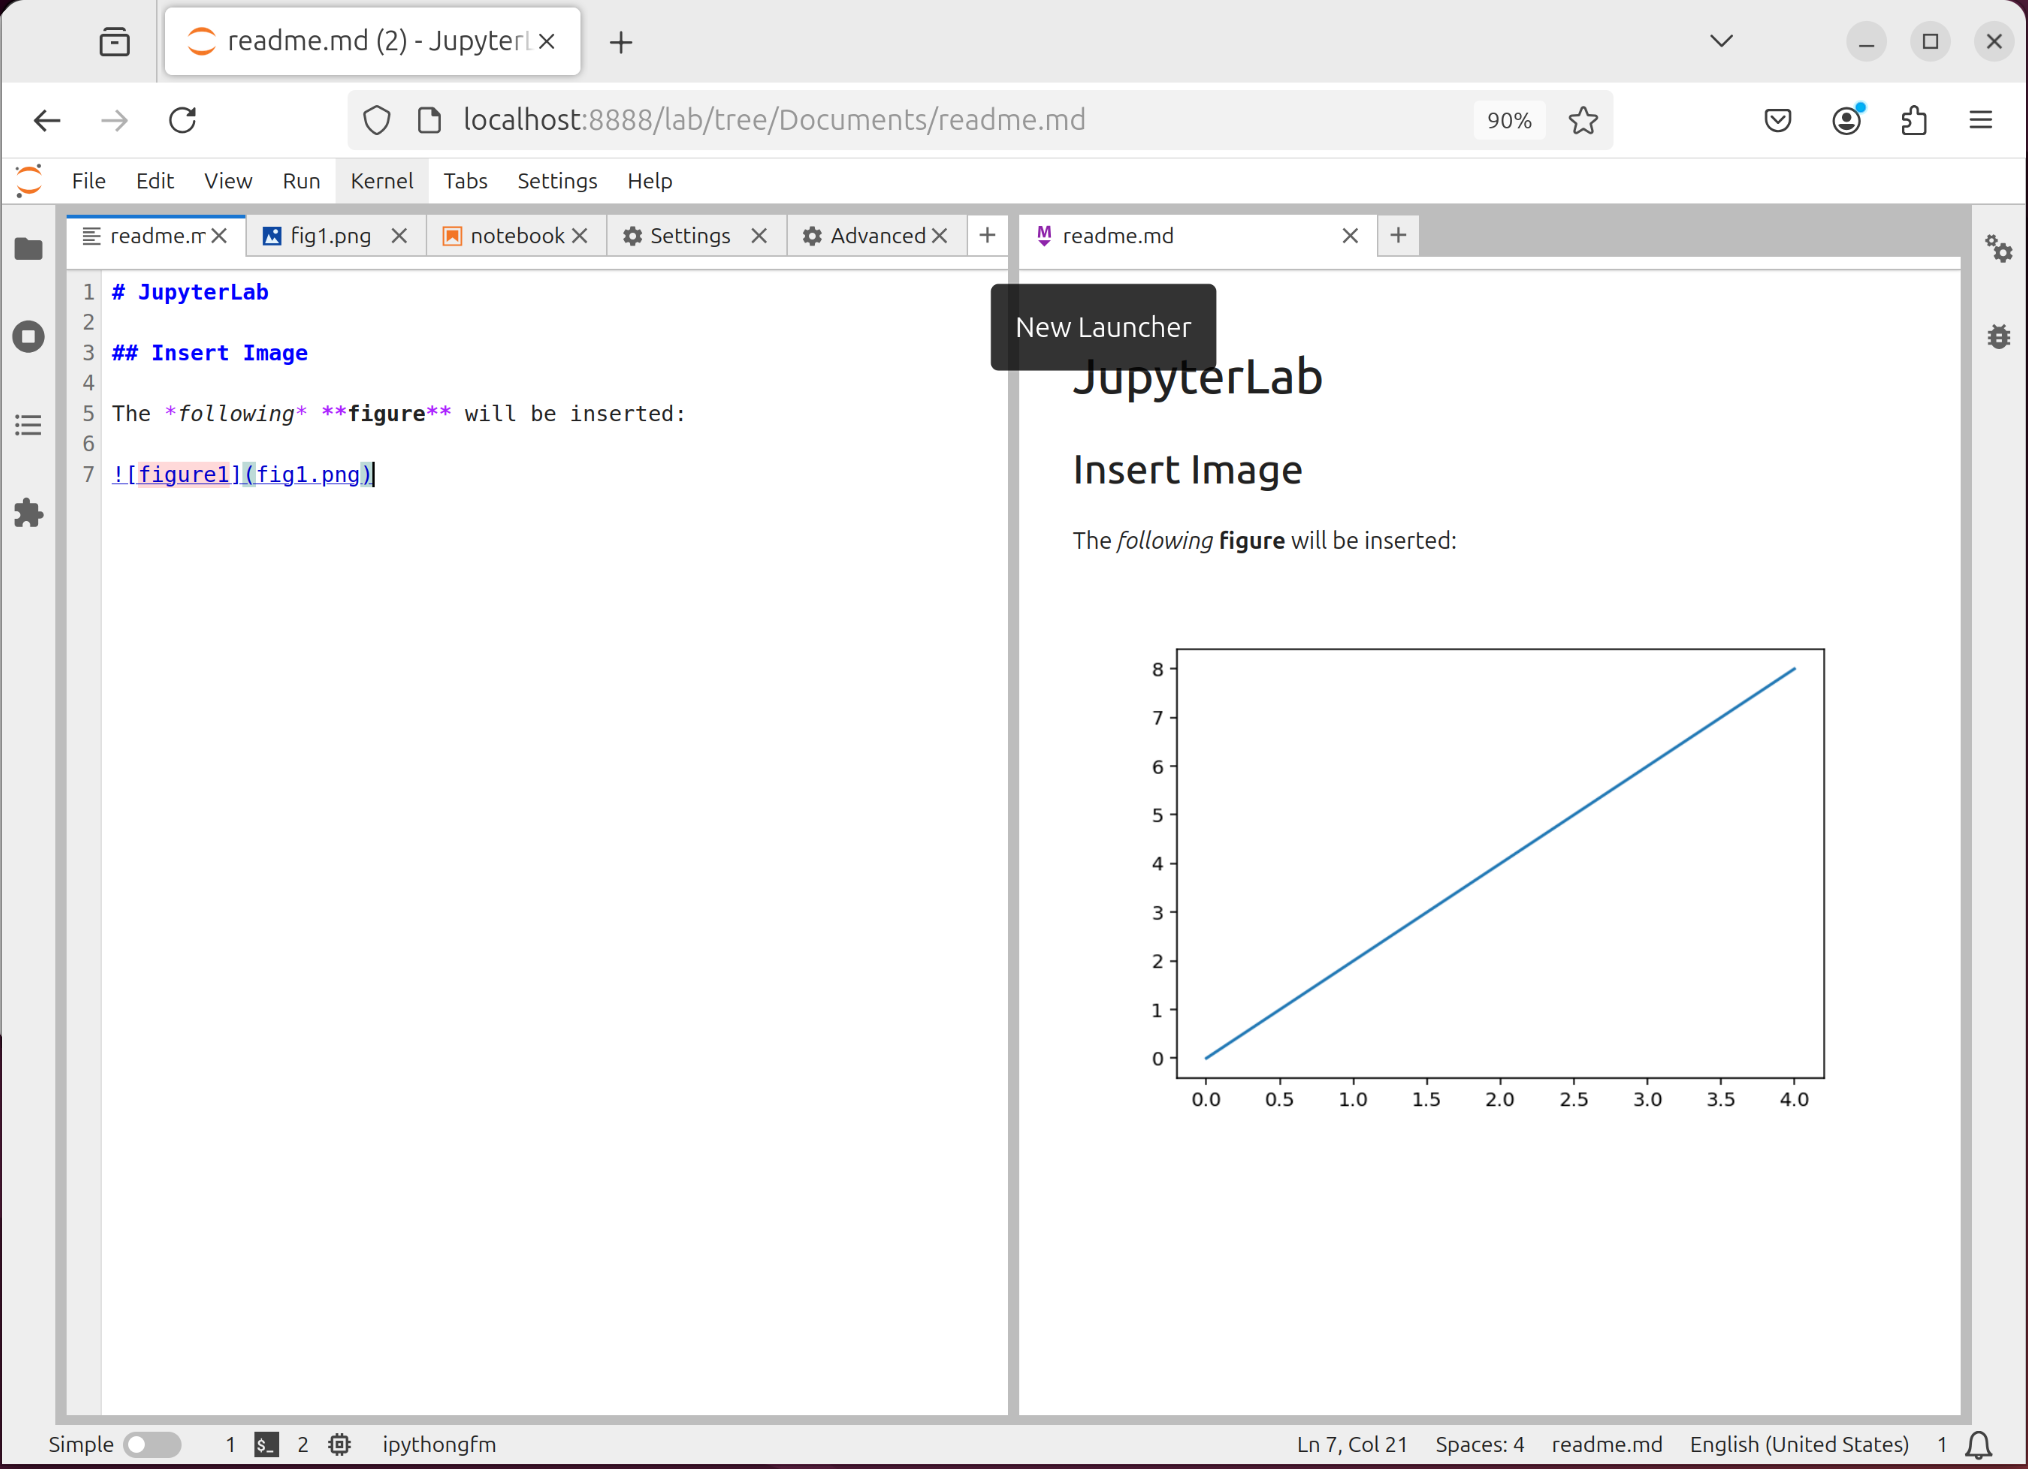 readme.md (2) - Jupyter
localhost:8888/lab/tree/Documents/readme.md
90%
File Edit View Run Kernel Tabs Settings Help
readme.m
fig1.png
notebook
Settings
Advanced
readme.md
1 # JupyterLab
2
3 ## Insert Image
4
5 The *following* **figure** will be inserted:
6
7 ![figure1](fig1.png)
New Launcher
JupyterLab
Insert Image
The following figure will be inserted:
8
7
6
5
4
3
2
1
0
0.0 0.5 1.0 1.5 2.0 2.5 3.0 3.5 4.0
Simple 1 $_ 2 ipythongfm Ln 7, Col 21 Spaces: 4 readme.md English (United States) 1